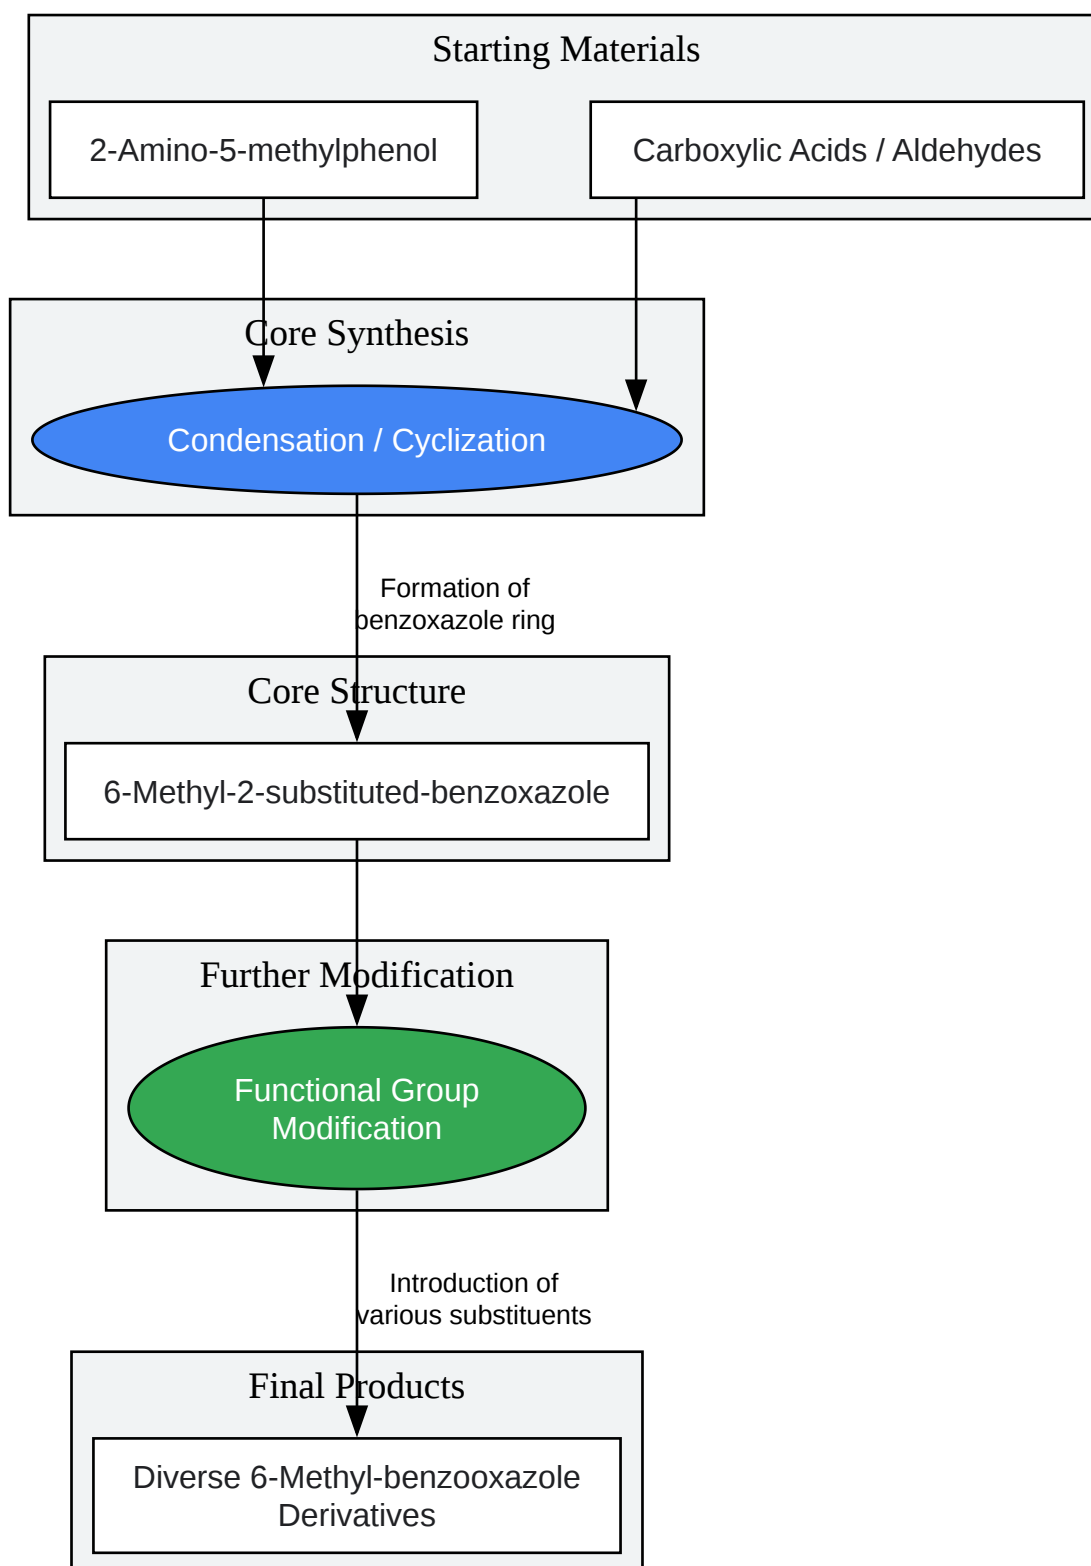 Starting Materials
2-Amino-5-methylphenol
Carboxylic Acids / Aldehydes
Core Synthesis
Condensation / Cyclization
Formation of
benzoxazole ring
Core Structure
6-Methyl-2-substituted-benzoxazole
Further Modification
Functional Group
Modification
Introduction of
various substituents
Final Products
Diverse 6-Methyl-benzooxazole
Derivatives